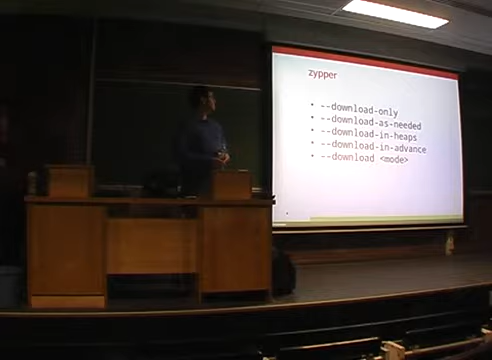 zypper
• --download-only
• --download-as-needed
• --download-in-heaps
• --download-in-advance
• --download <mode>